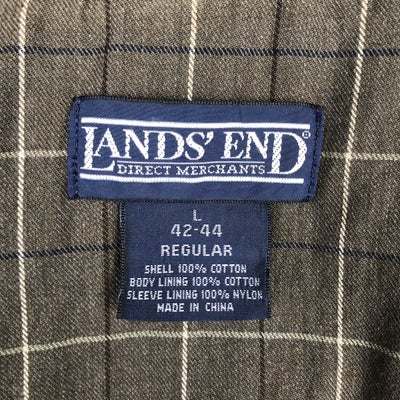 LANDS' END®
DIRECT MERCHANTS
L
42-44
REGULAR
SHELL 100% COTTON
BODY LINING 100% COTTON
SLEEVE LINING 100% NYLON
MADE IN CHINA